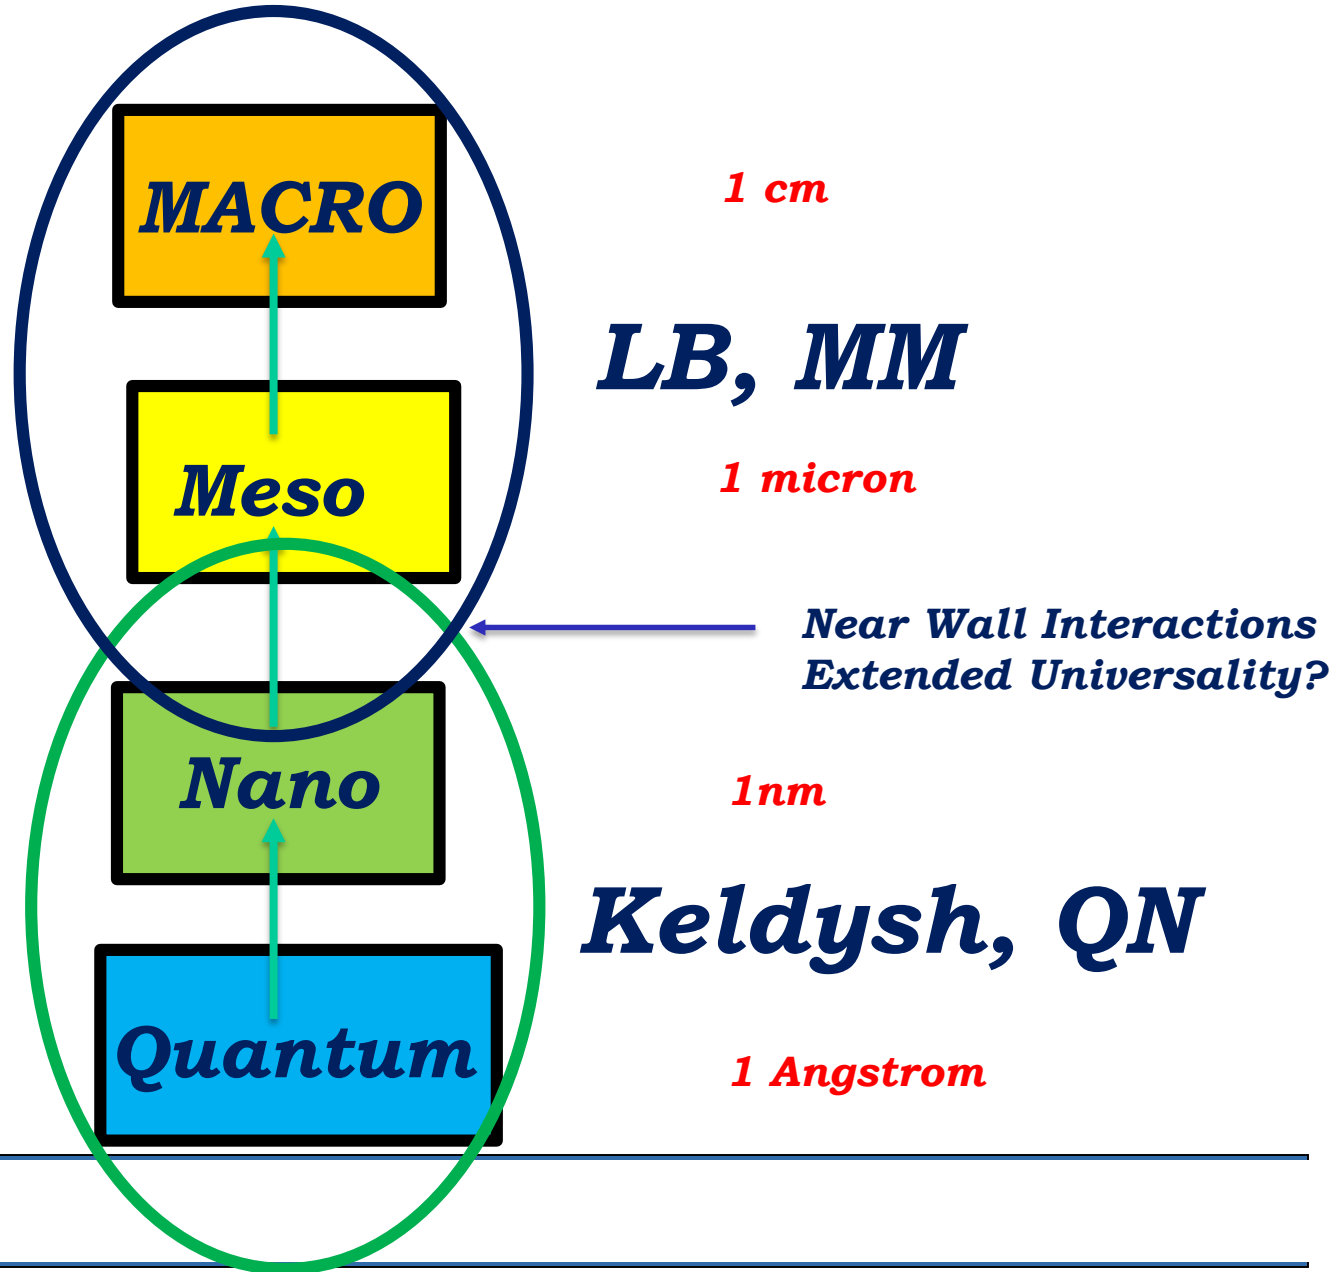 MACRO
1 cm
LB, MM
Meso
1 micron
Near Wall Interactions
Extended Universality?
Nano
1nm
Keldysh, QN
Quantum
1 Angstrom